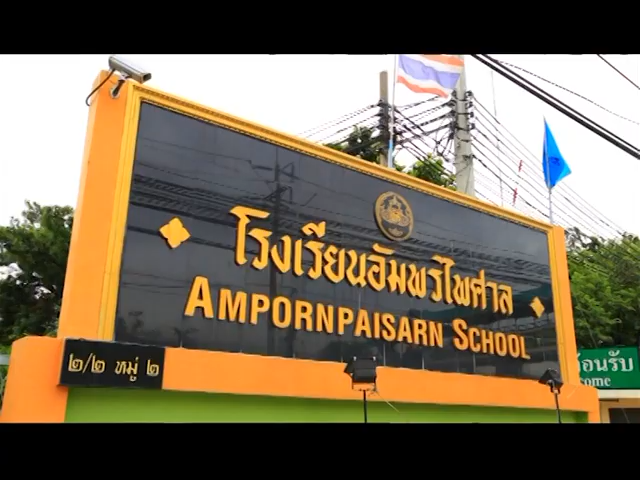 โรงเรียนอัมพรไพศาล
AMPORNPAISARN SCHOOL
๒/๒ หมู่ ๒
อนรับ
come